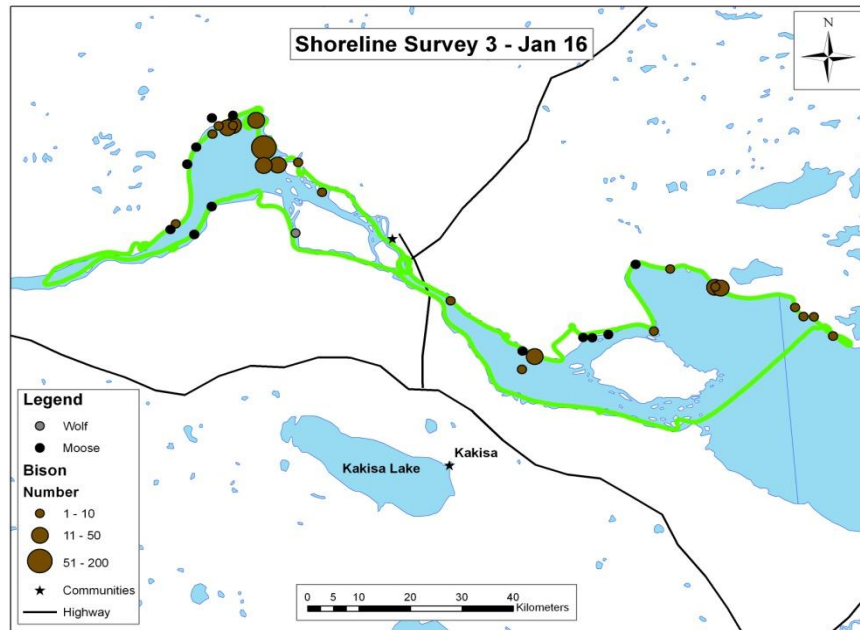 Shoreline Survey 3 - Jan 16
N
Legend
Wolf
Moose
Bison
Number
1 - 10
11 - 50
51 - 200
Communities
Highway
Kakisa
Kakisa Lake
0 5 10 20 30 40
Kilometers